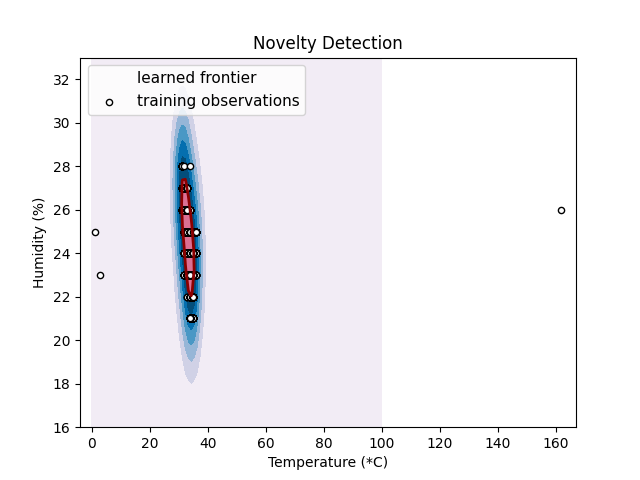 Novelty Detection
learned frontier
training observations
32
30
28
26
24
22
20
18
16
Humidity (%)
0 20 40 60 80 100 120 140 160
Temperature (*C)